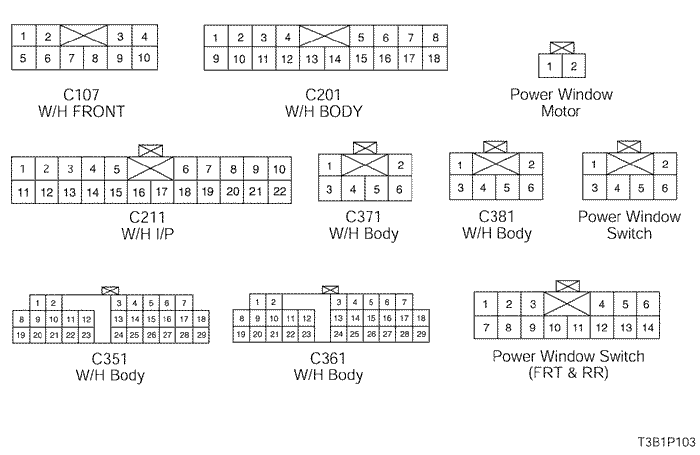 1 2 3 4
5 6 7 8 9 10
C107
W/H FRONT
1 2 3 4 5 6 7 8
9 10 11 12 13 14 15 16 17 18
C201
W/H BODY
1 2
Power Window
Motor
1 2 3 4 5 6 7 8 9 10
11 12 13 14 15 16 17 18 19 20 21 22
C211
W/H I/P
1 2
3 4 5 6
C371
W/H Body
1 2
3 4 5 6
C381
W/H Body
1 2
3 4 5 6
Power Window
Switch
1 2 3 4 5 6 7
8 9 10 11 12 13 14 15 16 17 18
19 20 21 22 23 24 25 26 27 28 29
C351
W/H Body
1 2 3 4 5 6 7
8 9 10 11 12 13 14 15 16 17 18
19 20 21 22 23 24 25 26 27 28 29
C361
W/H Body
1 2 3 4 5 6
7 8 9 10 11 12 13 14
Power Window Switch
(FRT & RR)
T3B1P103